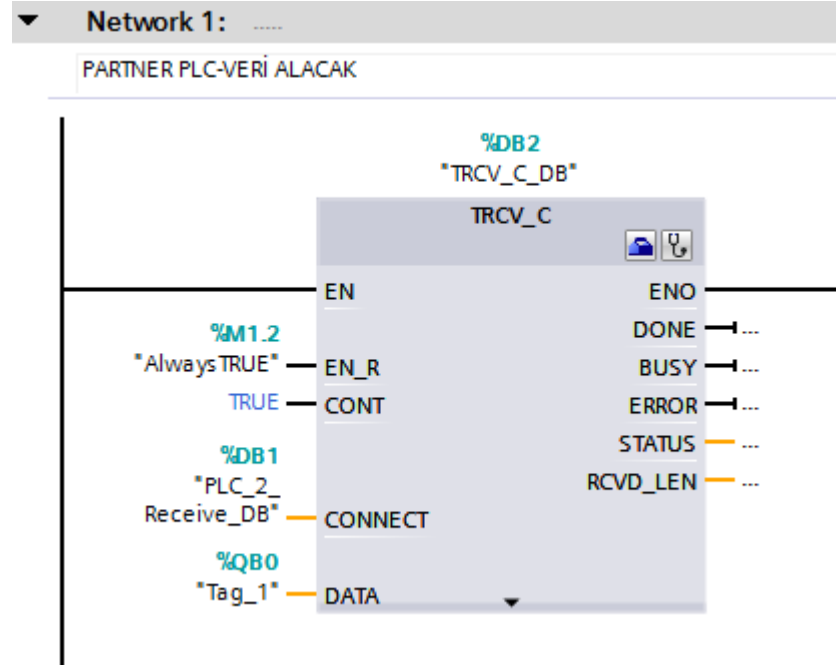 Network 1: .....
PARTNER PLC-VERİ ALACAK
%DB2
"TRCV_C_DB"
TRCV_C
EN ENO
DONE ...
%M1.2
"AlwaysTRUE" EN_R
BUSY ...
TRUE CONT
ERROR ...
STATUS ...
%DB1
"PLC_2_
Receive_DB" CONNECT
RCVD_LEN ...
%QB0
"Tag_1" DATA